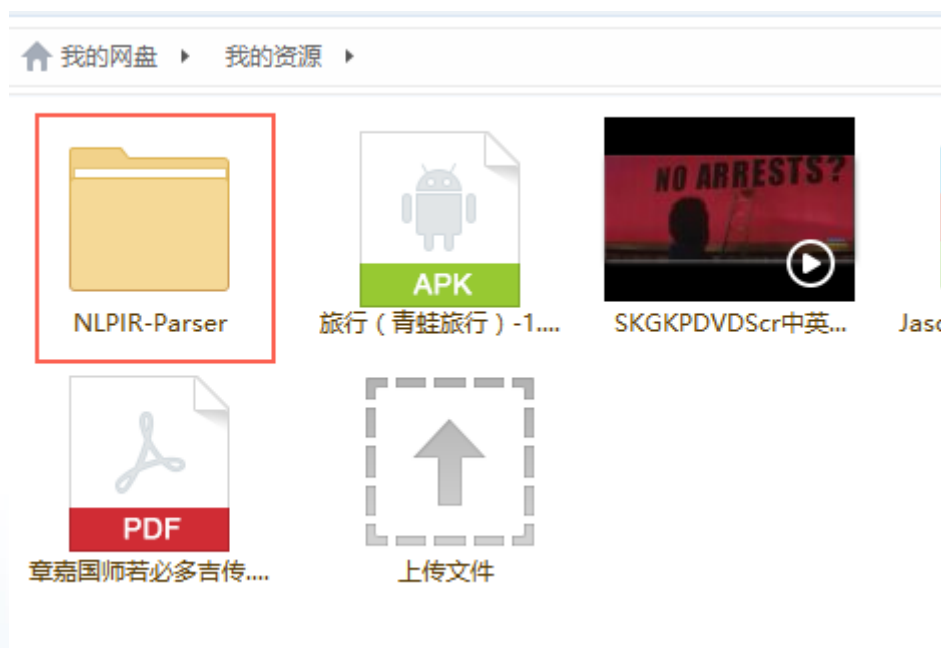 我的网盘 我的资源
NO ARRESTS?
APK
NLPIR-Parser
旅行（青蛙旅行）-1....
SKGKPDVDScr中英...
Jasc
PDF
章嘉国师若必多吉传....
上传文件